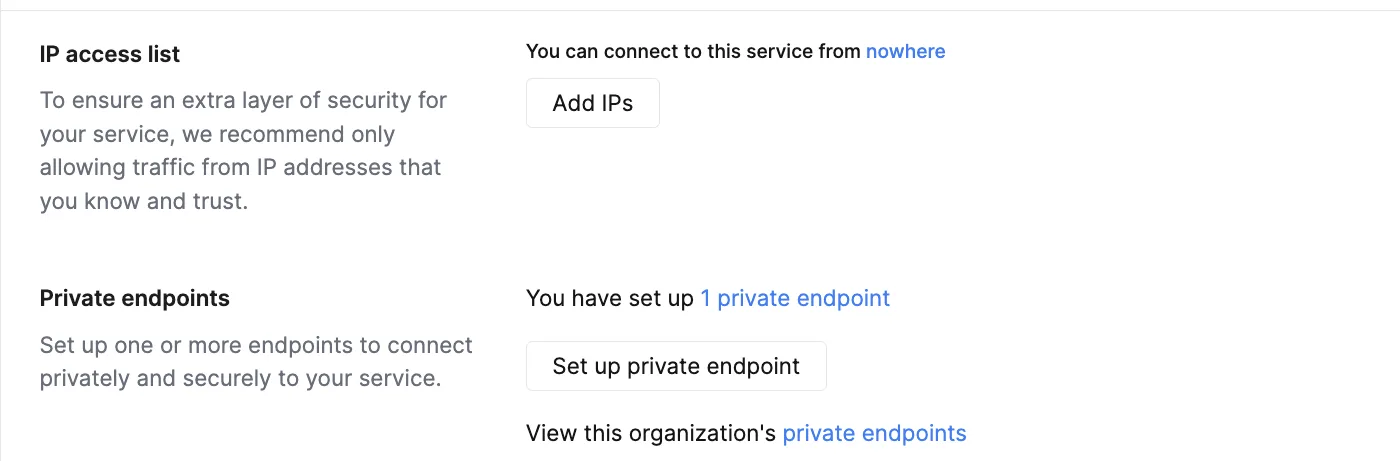 IP access list
To ensure an extra layer of security for
your service, we recommend only
allowing traffic from IP addresses that
you know and trust.
You can connect to this service from nowhere
Add IPs
Private endpoints
Set up one or more endpoints to connect
privately and securely to your service.
You have set up 1 private endpoint
Set up private endpoint
View this organization's private endpoints